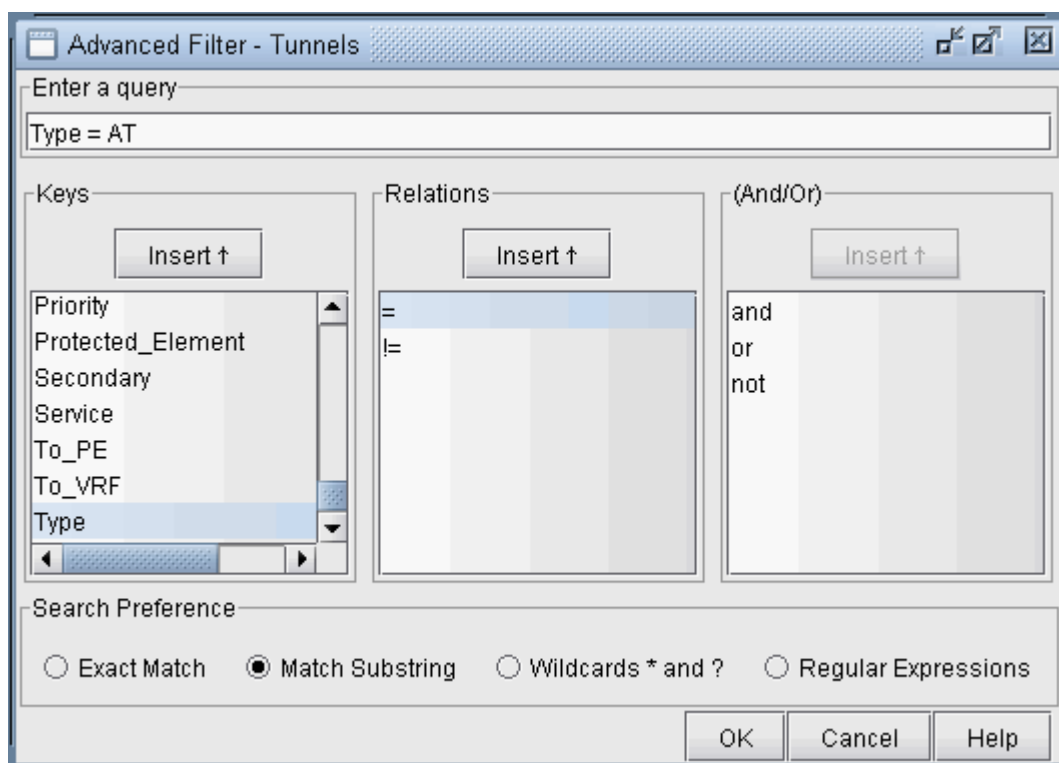 Advanced Filter - Tunnels
Enter a query
Type = AT
Keys
Relations
(And/Or)
Insert ↑
Insert ↑
Insert ↑
Priority
Protected_Element
Secondary
Service
To_PE
To_VRF
Type
=
!=
and
or
not
Search Preference
Exact Match
Match Substring
Wildcards * and ?
Regular Expressions
OK
Cancel
Help